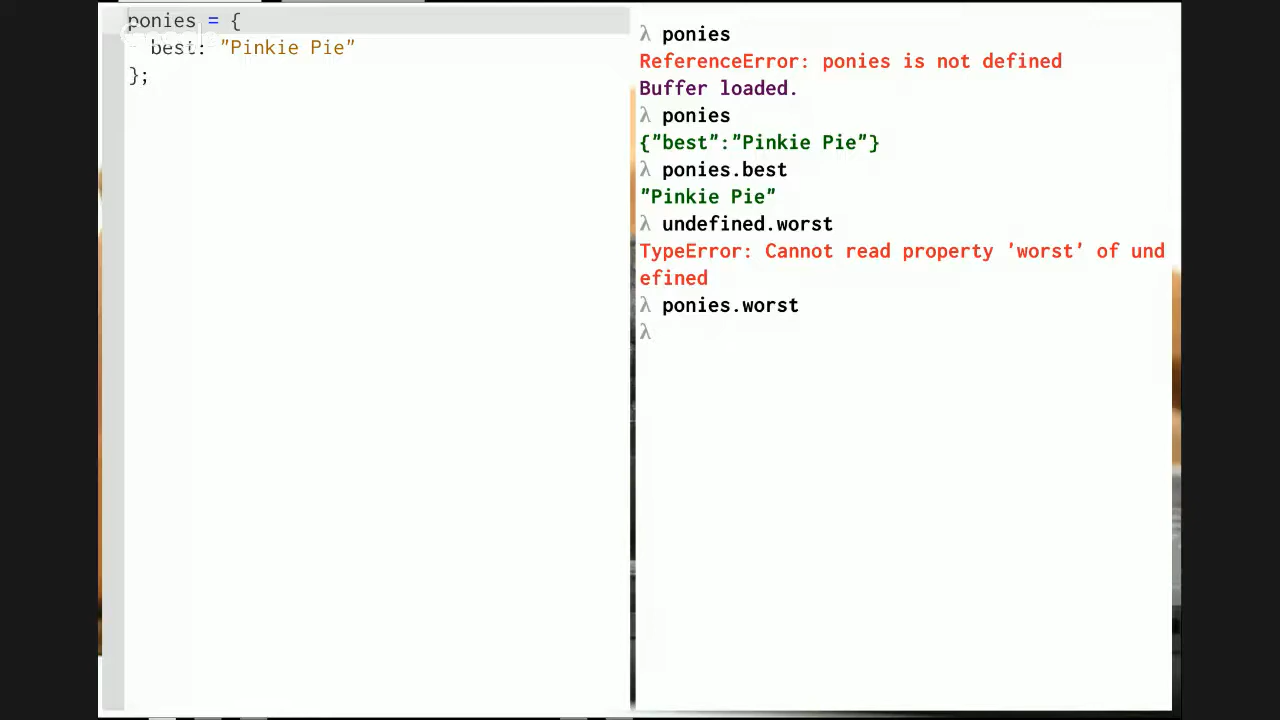 ponies = {
best: "Pinkie Pie"
};
λ ponies
ReferenceError: ponies is not defined
Buffer loaded.
λ ponies
{"best":"Pinkie Pie"}
λ ponies.best
"Pinkie Pie"
λ undefined.worst
TypeError: Cannot read property 'worst' of und
efined
λ ponies.worst
λ